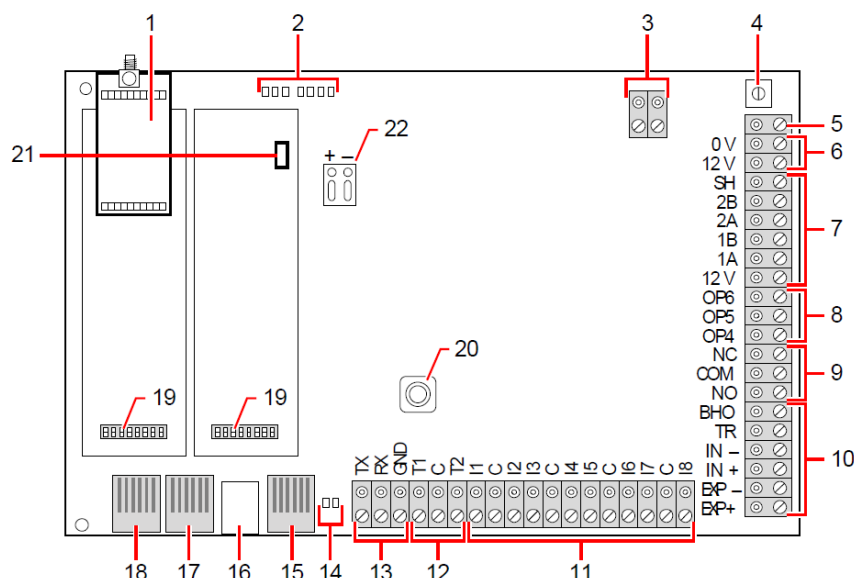 1 2 3 4
5
21 22 + − 0 V 6
12 V
SH
2B
2A 7
1B
1A
12 V
OP6
OP5 8
OP4
NC
20 COM 9
19 19 NO
BHO
TR
IN − 10
IN +
EXP −
EXP+
TX RX GND T1 C T2 I1 C I2 I3 C I4 I5 C I6 I7 C I8
18 17 16 15 14 13 12 11